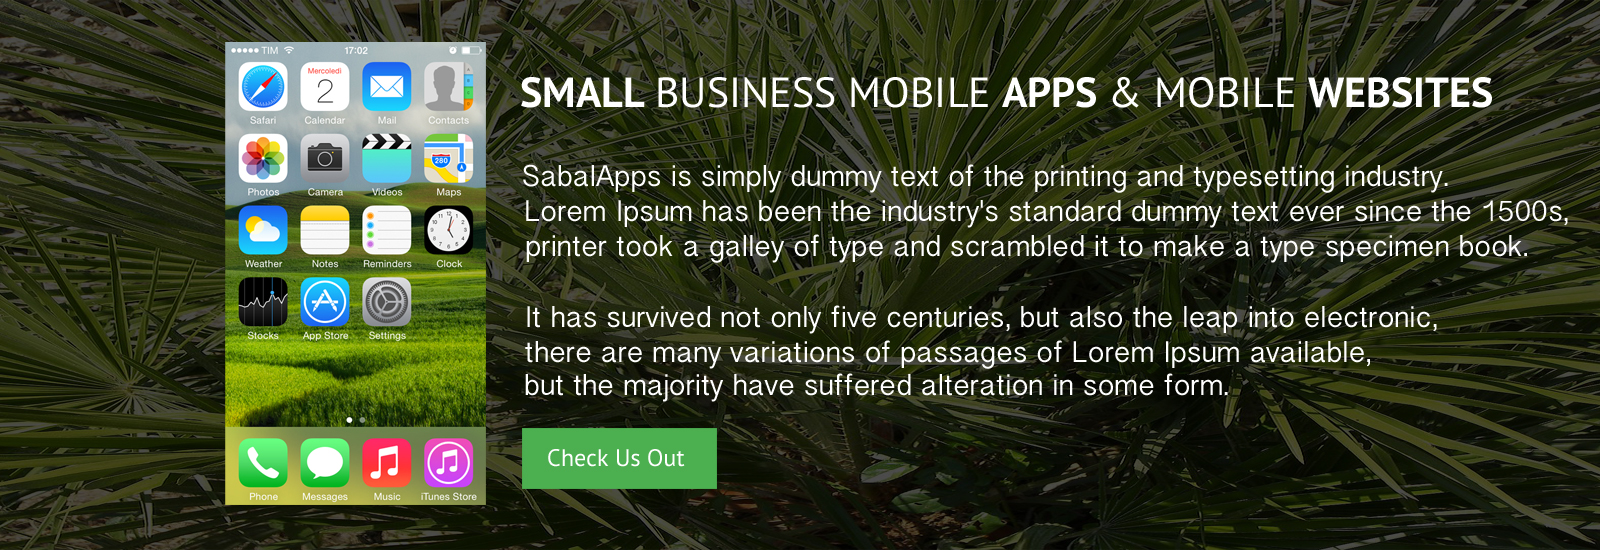 TIM 17:02
Mercoledì
2
Safari Calendar Mail Contacts
280
Photos Camera Videos Maps
Weather Notes Reminders Clock
Stocks App Store Settings
Phone Messages Music iTunes Store
SMALL BUSINESS MOBILE APPS & MOBILE WEBSITES
SabalApps is simply dummy text of the printing and typesetting industry.
Lorem Ipsum has been the industry's standard dummy text ever since the 1500s,
printer took a galley of type and scrambled it to make a type specimen book.
It has survived not only five centuries, but also the leap into electronic,
there are many variations of passages of Lorem Ipsum available,
but the majority have suffered alteration in some form.
Check Us Out